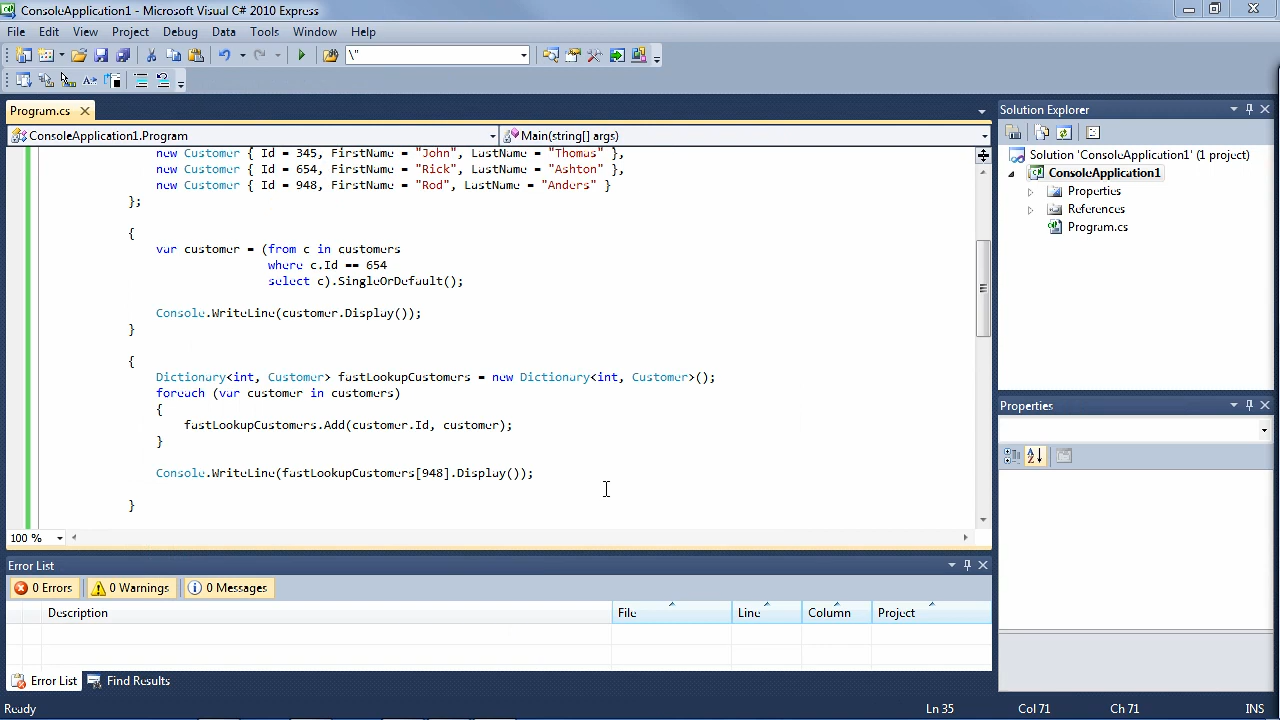 ConsoleApplication1 - Microsoft Visual C# 2010 Express
File Edit View Project Debug Data Tools Window Help
\"
Program.cs
ConsoleApplication1.Program
Main(string[] args)
new Customer { Id = 345, FirstName = "John", LastName = "Thomas" },
new Customer { Id = 654, FirstName = "Rick", LastName = "Ashton" },
new Customer { Id = 948, FirstName = "Rod", LastName = "Anders" }
};
{
var customer = (from c in customers
where c.Id == 654
select c).SingleOrDefault();
Console.WriteLine(customer.Display());
}
{
Dictionary<int, Customer> fastLookupCustomers = new Dictionary<int, Customer>();
foreach (var customer in customers)
{
fastLookupCustomers.Add(customer.Id, customer);
}
Console.WriteLine(fastLookupCustomers[948].Display());
}
100 %
Solution Explorer
Solution 'ConsoleApplication1' (1 project)
ConsoleApplication1
Properties
References
Program.cs
Properties
Error List
0 Errors 0 Warnings 0 Messages
Description File Line Column Project
Error List Find Results
Ready Ln 35 Col 71 Ch 71 INS